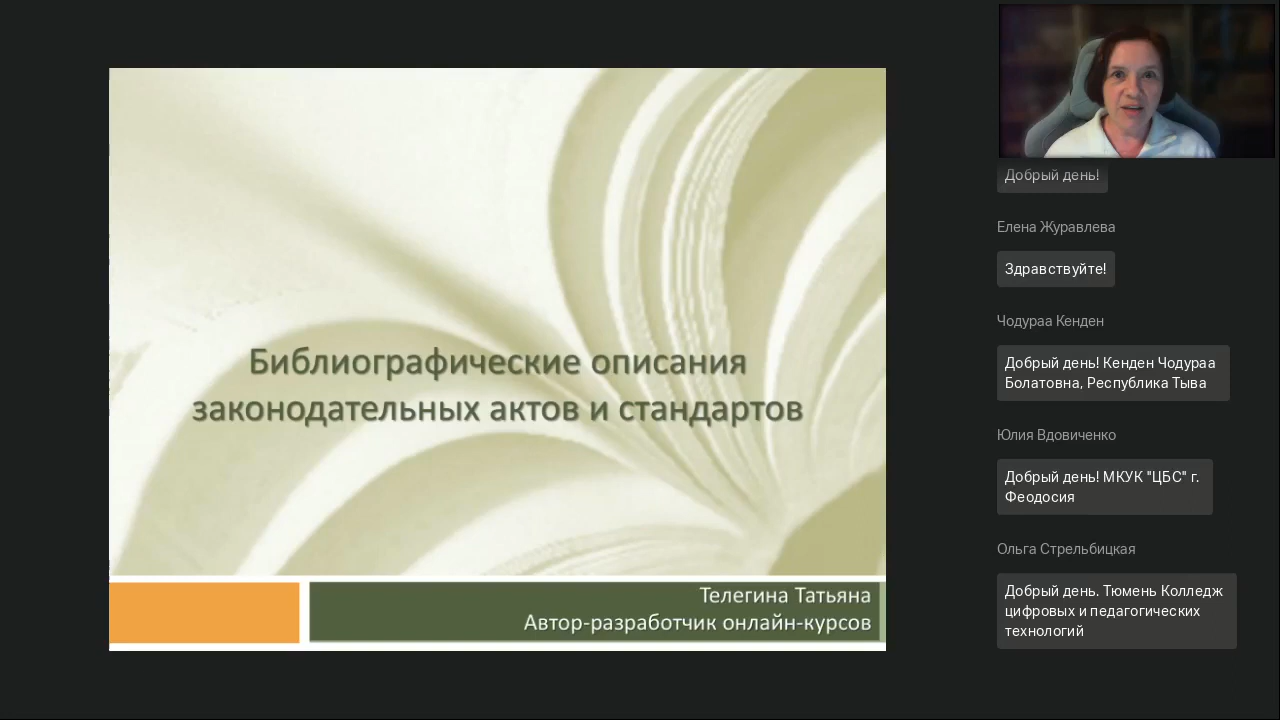 Библиографические описания
законодательных актов и стандартов
Телегина Татьяна
Автор-разработчик онлайн-курсов
Добрый день!
Елена Журавлева
Здравствуйте!
Чодураа Кенден
Добрый день! Кенден Чодураа
Болатовна, Республика Тыва
Юлия Вдовиченко
Добрый день! МКУК "ЦБС" г.
Феодосия
Ольга Стрельбицкая
Добрый день. Тюмень Колледж
цифровых и педагогических
технологий